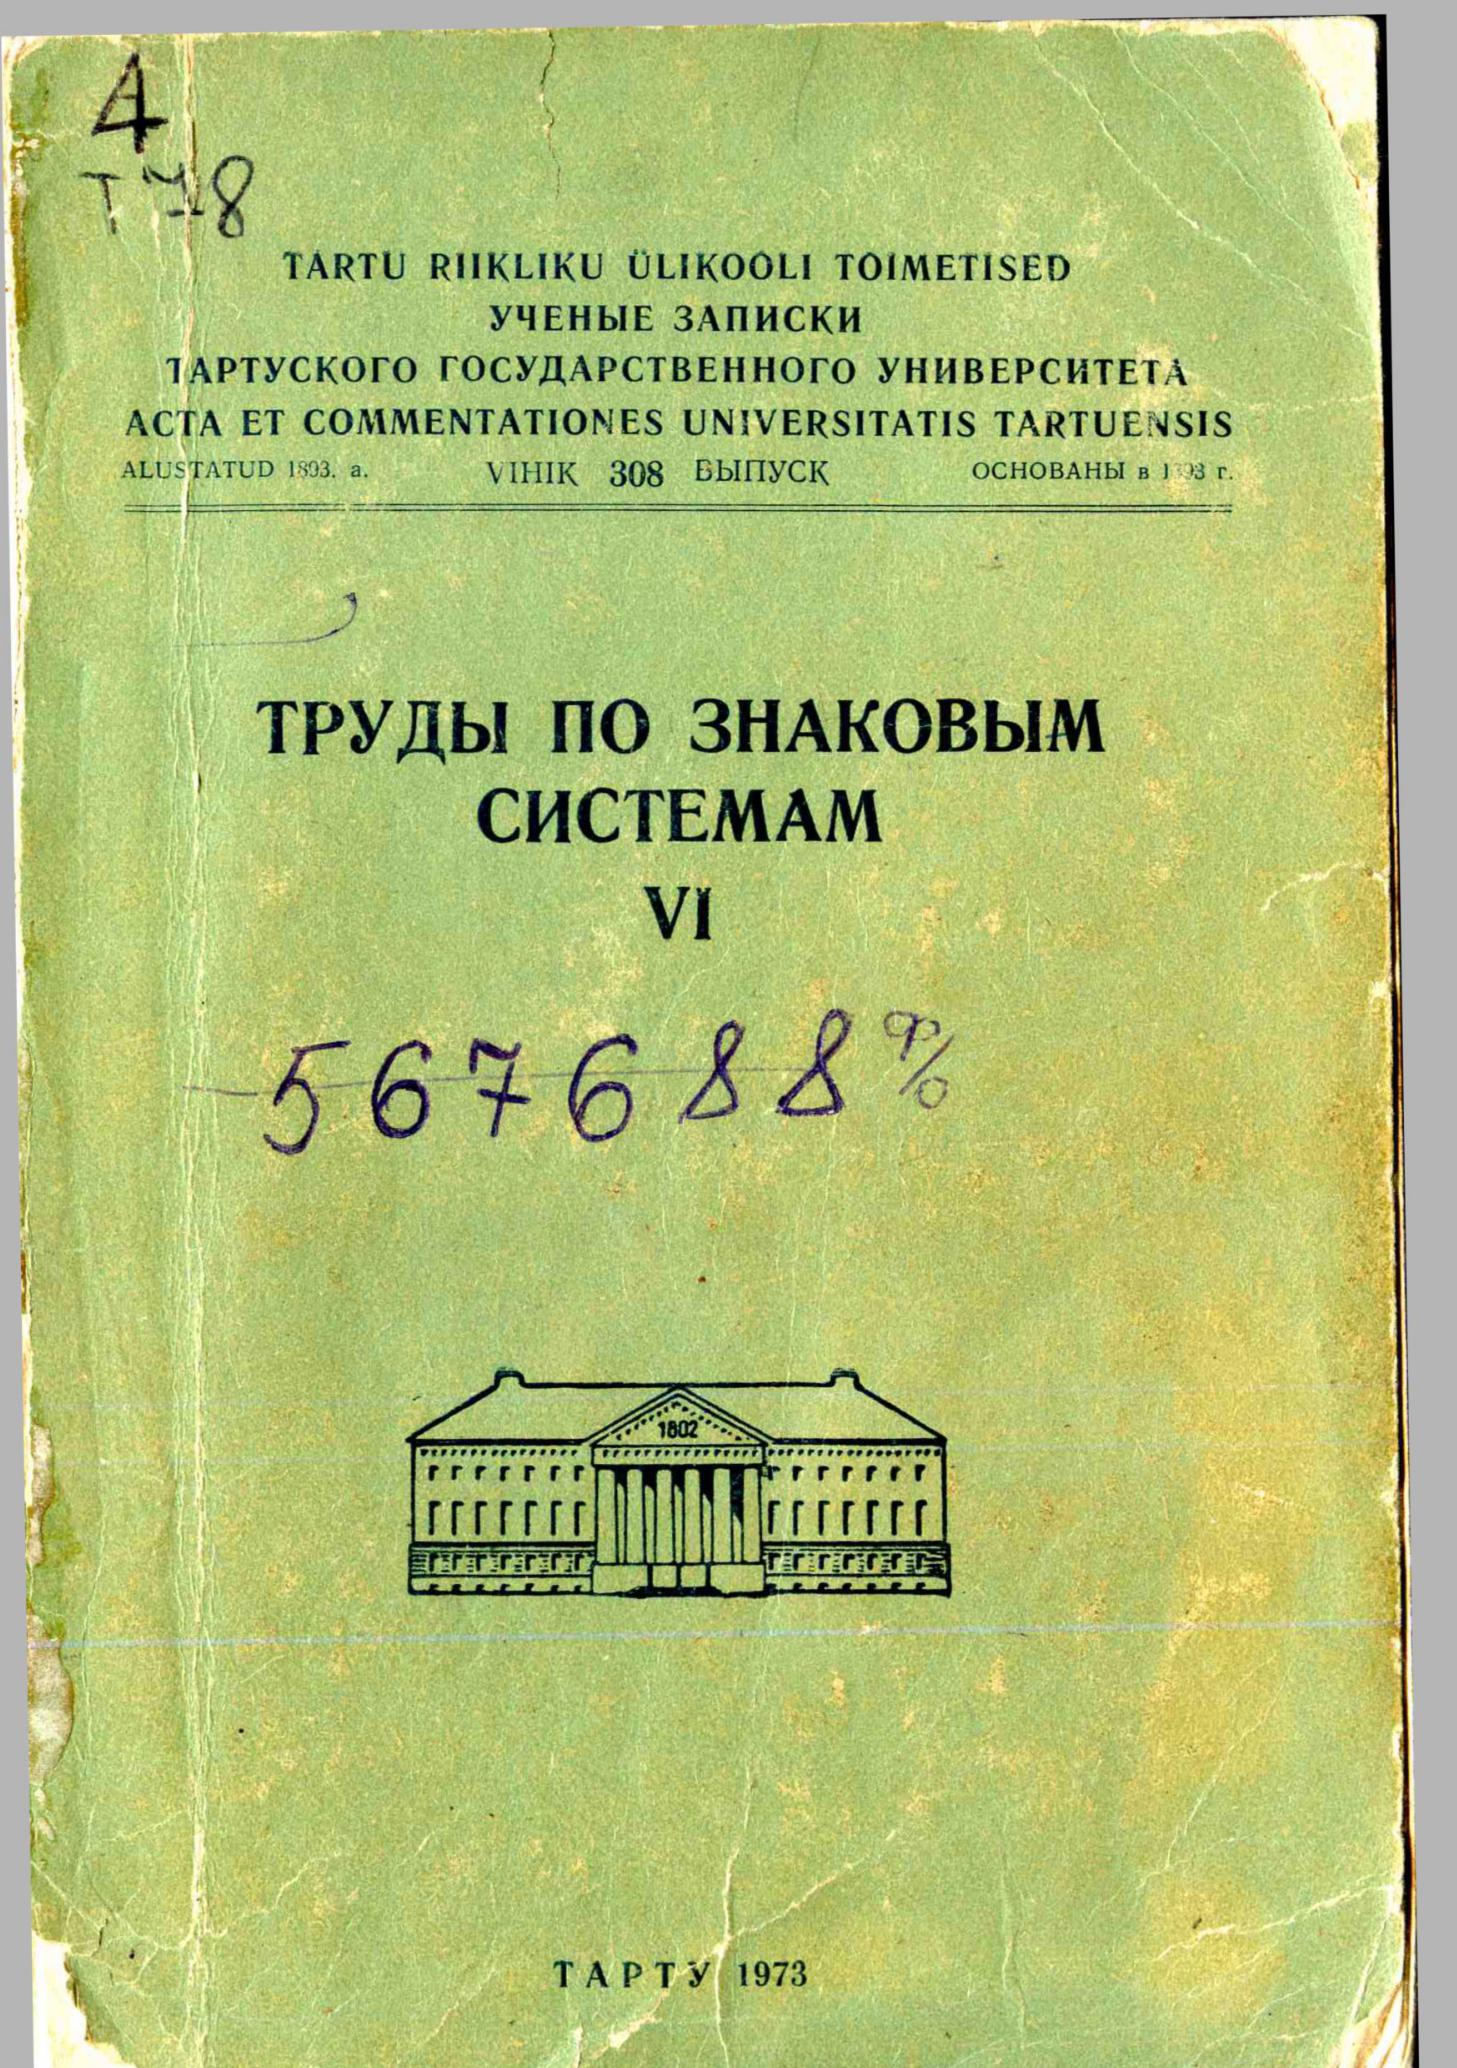 4
Т 78
TARTU RIIKLIKU ÜLIKOOLI TOIMETISED
УЧЕНЫЕ ЗАПИСКИ
ТАРТУСКОГО ГОСУДАРСТВЕННОГО УНИВЕРСИТЕТА
ACTA ET COMMENTATIONES UNIVERSITATIS TARTUENSIS
ALUSTATUD 1893. a. VIHIK 308 ВЫПУСК ОСНОВАНЫ в 1893 г.
ТРУДЫ ПО ЗНАКОВЫМ
СИСТЕМАМ
VI
567688
1802
ТАРТУ 1973